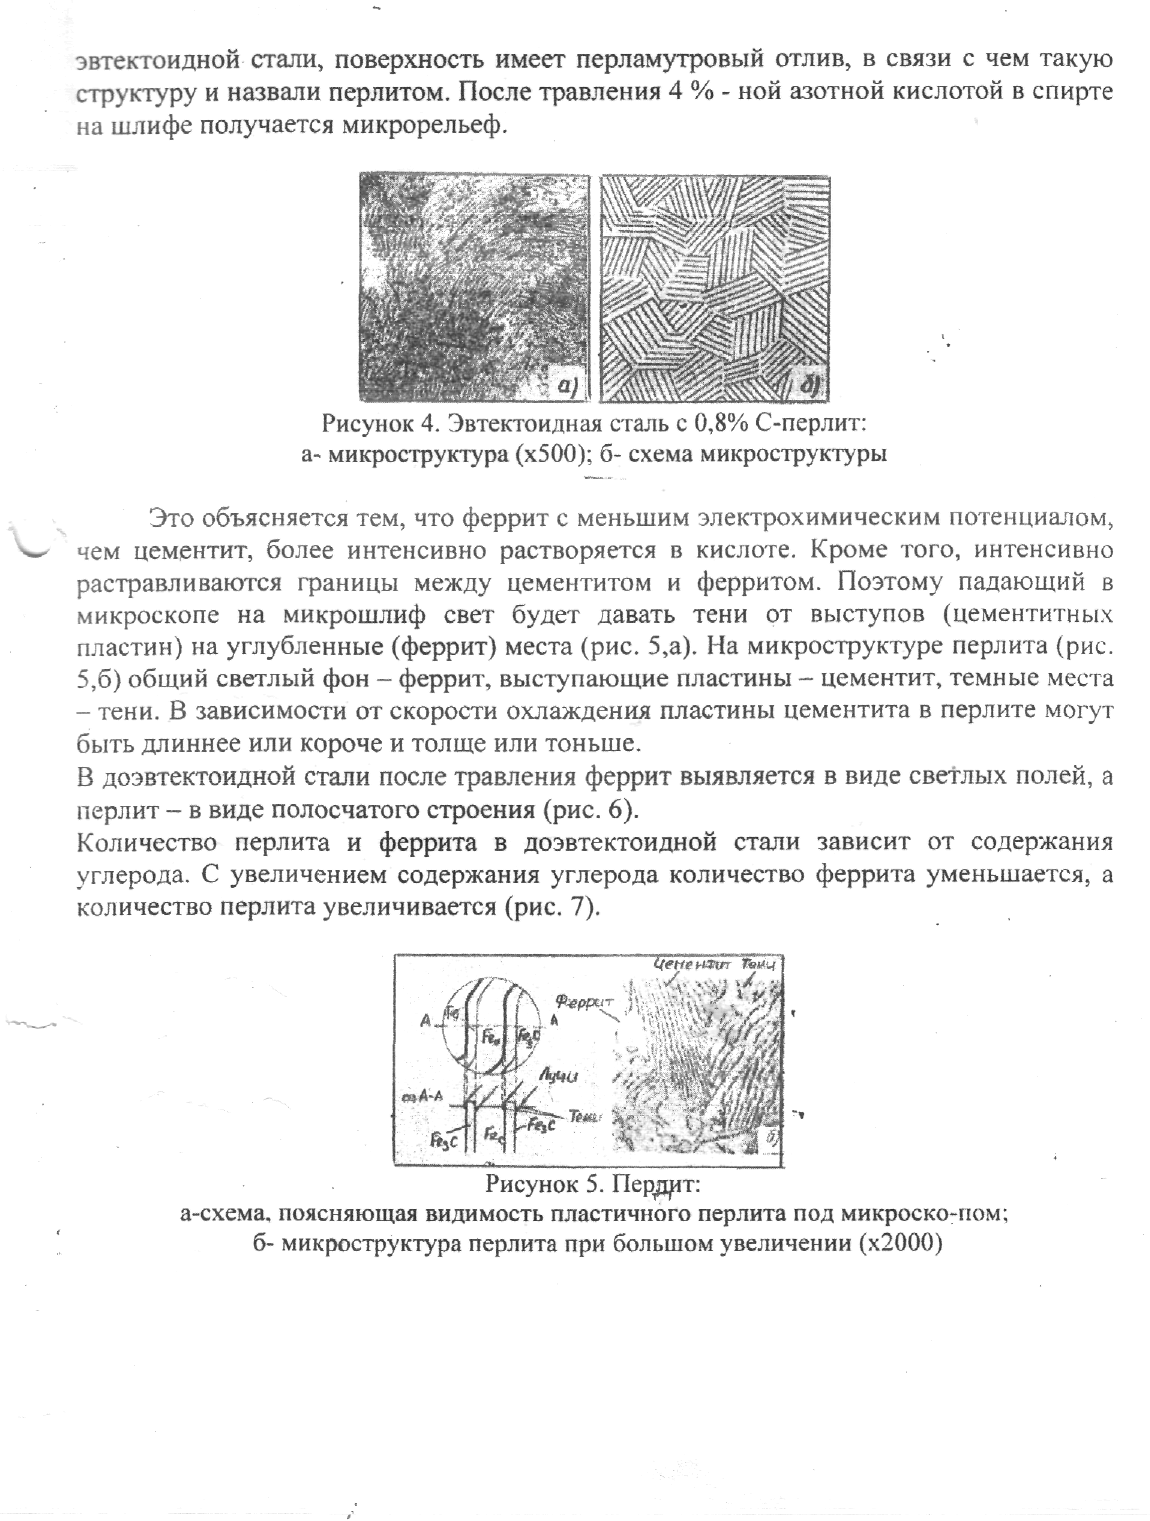 эвтектоидной стали, поверхность имеет перламутровый отлив, в связи с чем такую
структуру и назвали перлитом. После травления 4 % - ной азотной кислотой в спирте
на шлифе получается микрорельеф.
а) б)
Рисунок 4. Эвтектоидная сталь с 0,8% С-перлит:
а- микроструктура (х500); б- схема микроструктуры
Это объясняется тем, что феррит с меньшим электрохимическим потенциалом,
чем цементит, более интенсивно растворяется в кислоте. Кроме того, интенсивно
растравливаются границы между цементитом и ферритом. Поэтому падающий в
микроскопе на микрошлиф свет будет давать тени от выступов (цементитных
пластин) на углубленные (феррит) места (рис. 5,а). На микроструктуре перлита (рис.
5,б) общий светлый фон – феррит, выступающие пластины – цементит, темные места
– тени. В зависимости от скорости охлаждения пластины цементита в перлите могут
быть длиннее или короче и толще или тоньше.
В доэвтектоидной стали после травления феррит выявляется в виде светлых полей, а
перлит – в виде полосчатого строения (рис. 6).
Количество перлита и феррита в доэвтектоидной стали зависит от содержания
углерода. С увеличением содержания углерода количество феррита уменьшается, а
количество перлита увеличивается (рис. 7).
Цементит Тени
Феррит
А А
Fe₃C
Лучи
А-А
Тени
Fe₃C Fe₃C
б)
Рисунок 5. Перлит:
а-схема, поясняющая видимость пластичного перлита под микроско-пом;
б- микроструктура перлита при большом увеличении (х2000)